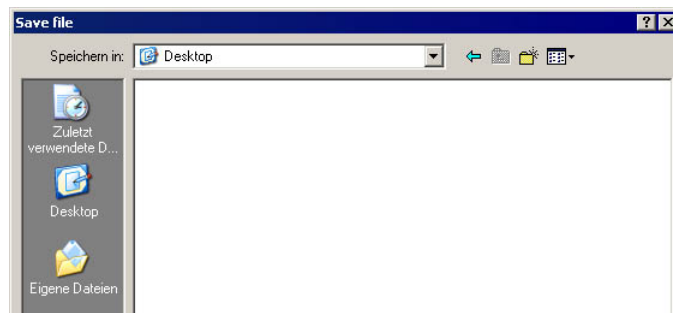 Save file
Speichern in:
Desktop
Zuletzt
verwendete D...
Desktop
Eigene Dateien